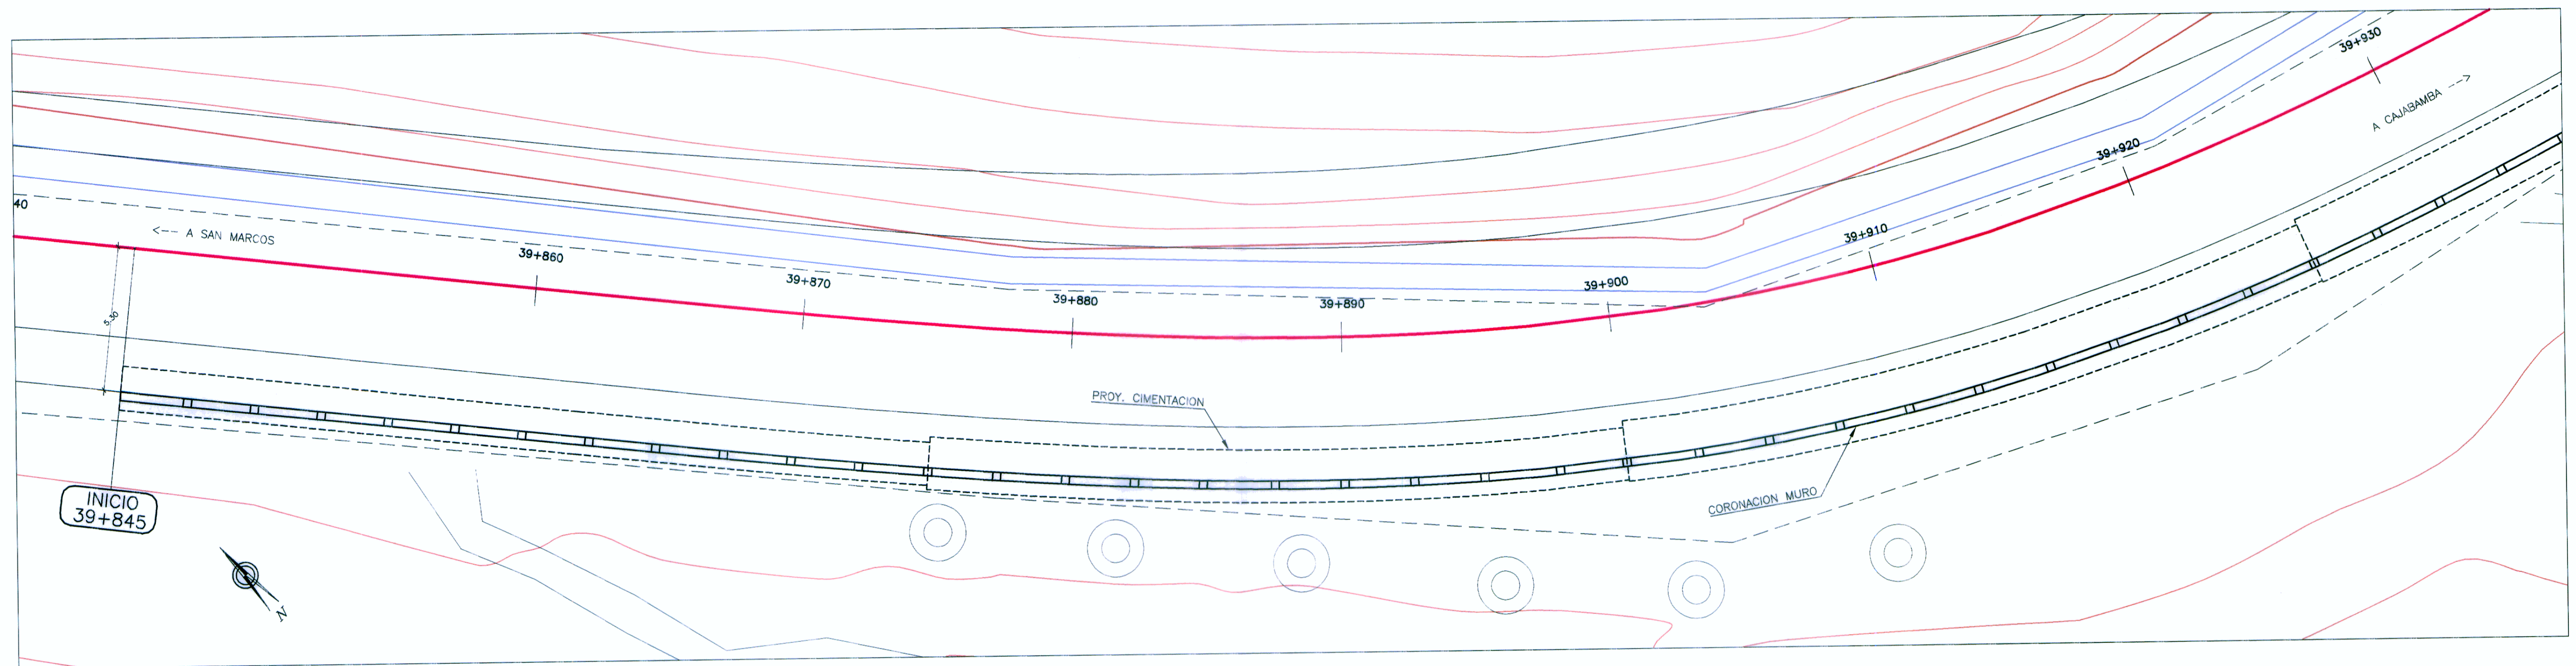 39+930
A CAJABAMBA -->
39+920
40
<-- A SAN MARCOS
39+910
39+860
39+870
39+880
39+890
39+900
5.30
PROY. CIMENTACION
CORONACION MURO
INICIO
39+845
N